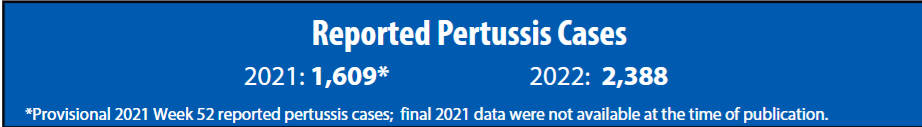 Reported Pertussis Cases
2021: 1,609* 2022: 2,388
*Provisional 2021 Week 52 reported pertussis cases; final 2021 data were not available at the time of publication.